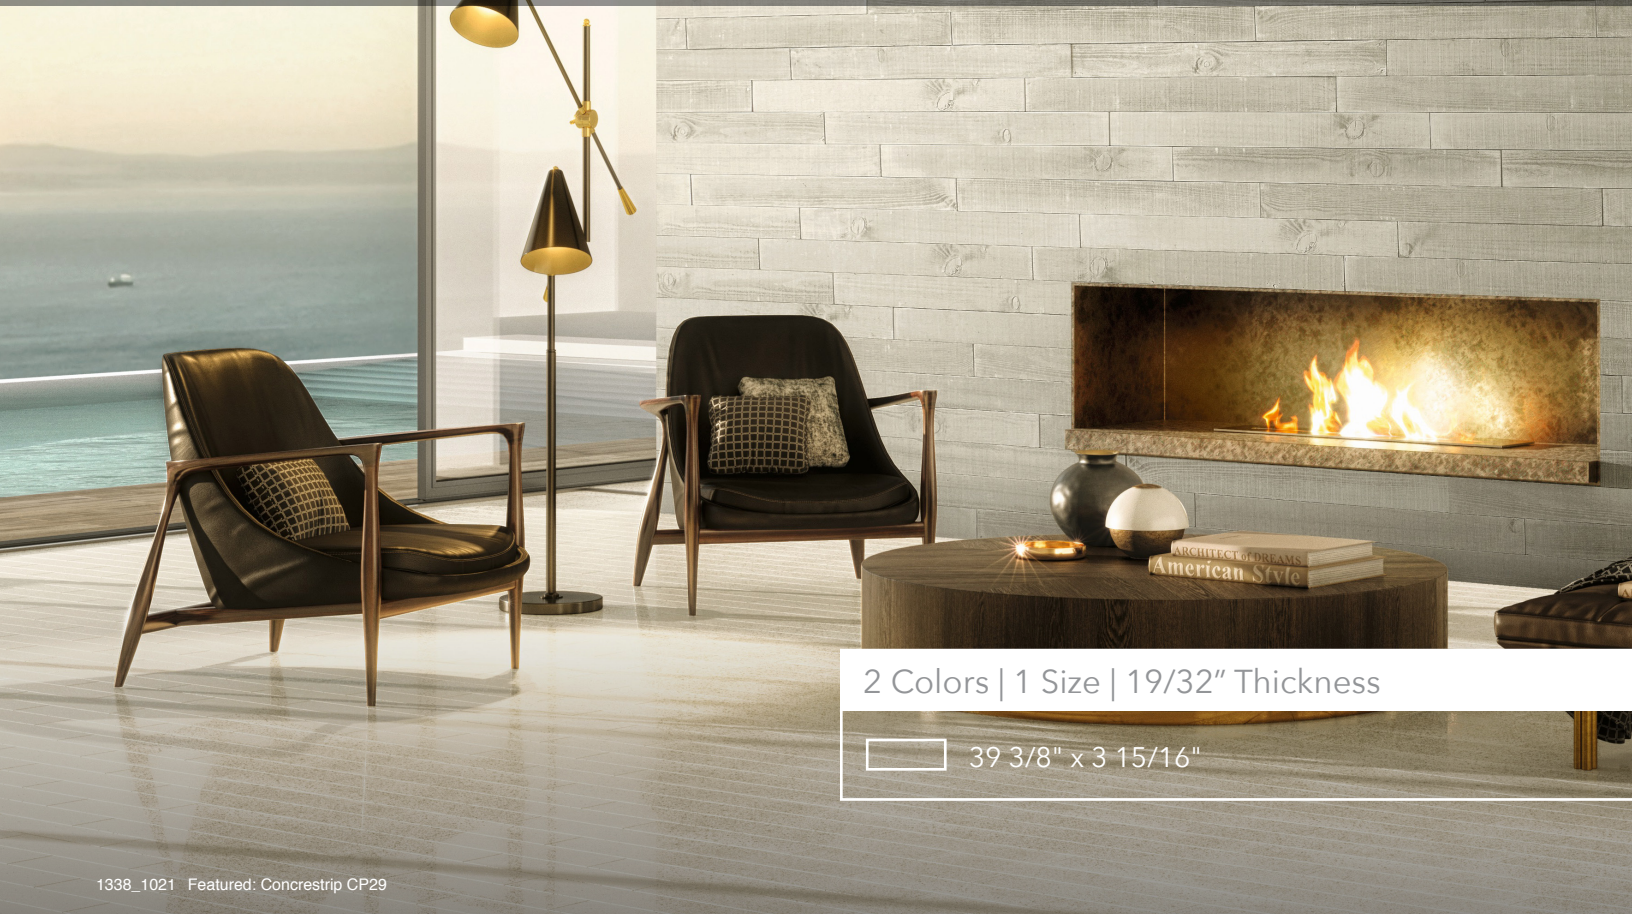 ARCHITECT of DREAMS
American Style
2 Colors | 1 Size | 19/32” Thickness
39 3/8" x 3 15/16"
1338_1021 Featured: Concrestrip CP29